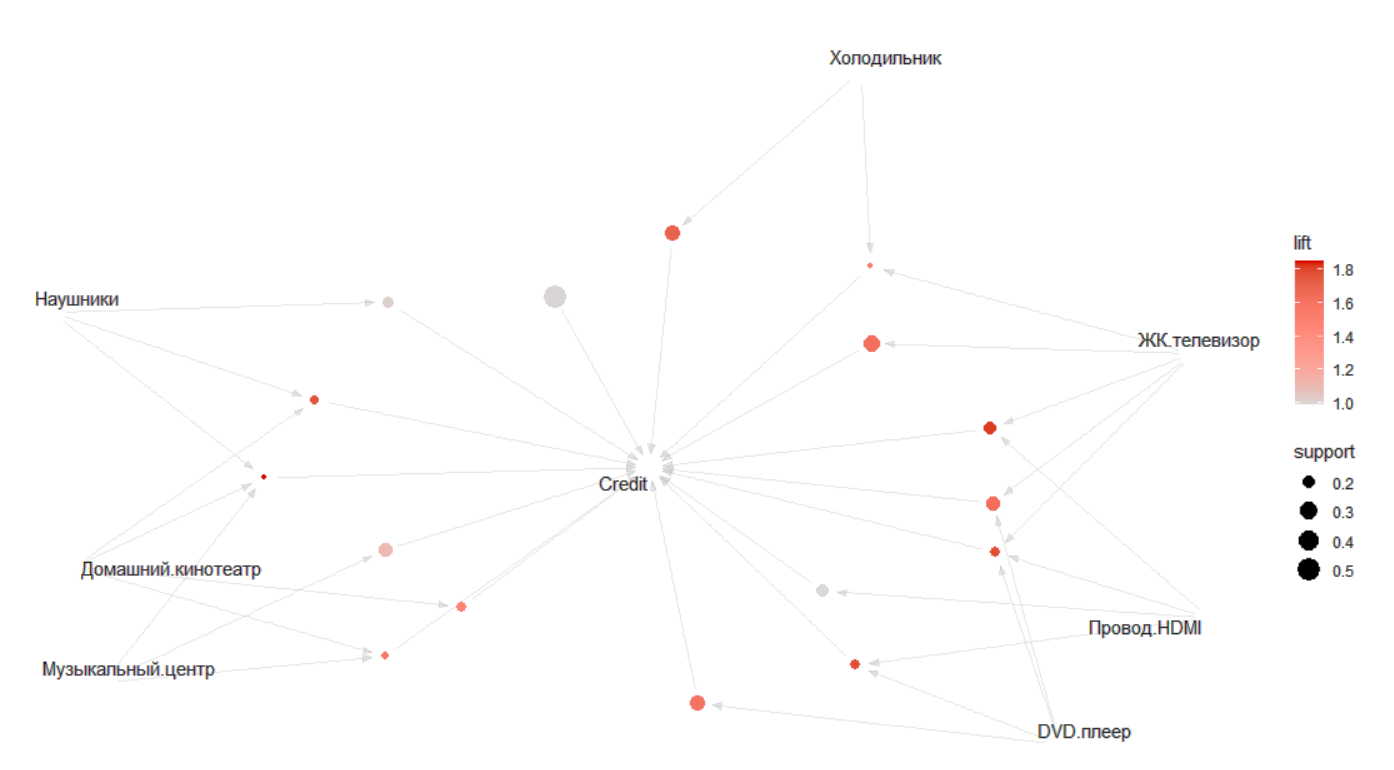 Холодильник
lift
1.8
1.6
1.4
1.2
1.0
Наушники
ЖК.телевизор
support
0.2
0.3
0.4
0.5
Credit
Домашний.кинотеатр
Провод.HDMI
Музыкальный.центр
DVD.плеер